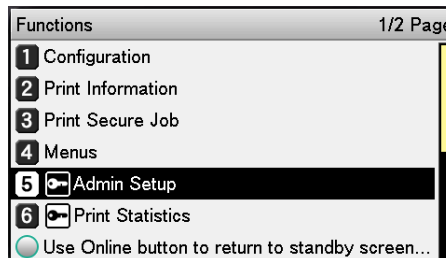 Functions 1/2 Page
1 Configuration
2 Print Information
3 Print Secure Job
4 Menus
5 Admin Setup
6 Print Statistics
Use Online button to return to standby screen...